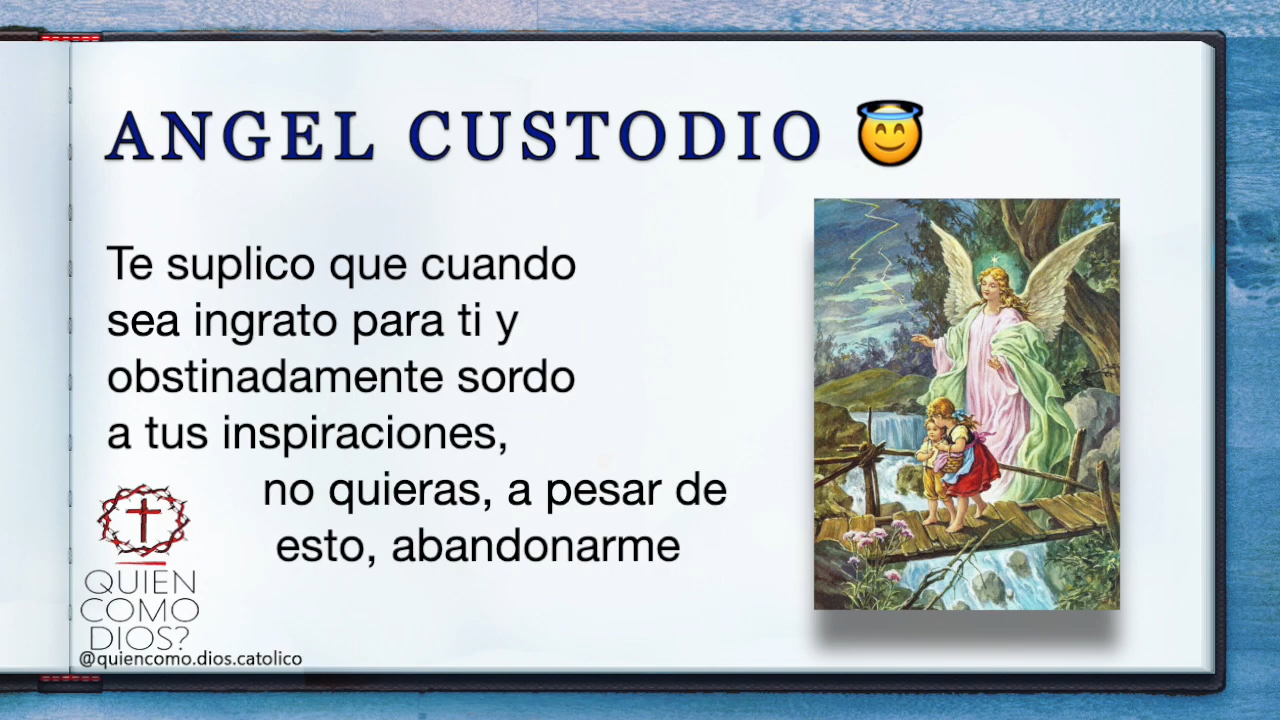 ANGEL CUSTODIO 😇
Te suplico que cuando
sea ingrato para ti y
obstinadamente sordo
a tus inspiraciones,
no quieras, a pesar de
esto, abandonarme
QUIEN
COMO
DIOS?
@quiencomo.dios.catolico